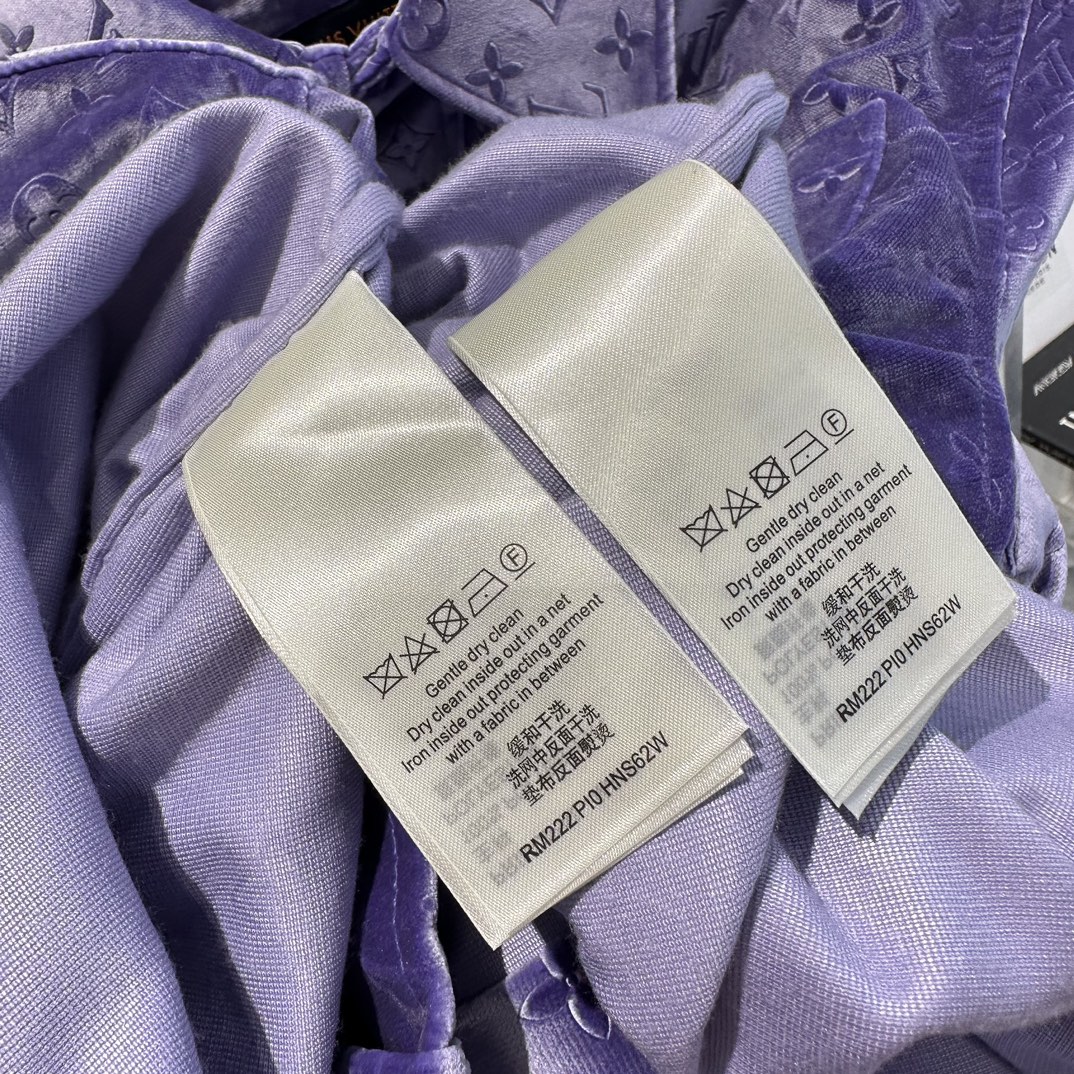 Gentle dry clean
Dry clean inside out in a net
Iron inside out protecting garment
with a fabric in between
缓和干洗
洗网中反面干洗
垫布反面熨烫
RM222 PI0 HNS62W
F
Gentle dry clean
Dry clean inside out in a net
Iron inside out protecting garment
with a fabric in between
缓和干洗
洗网中反面干洗
垫布反面熨烫
RM222 PI0 HNS62W
F